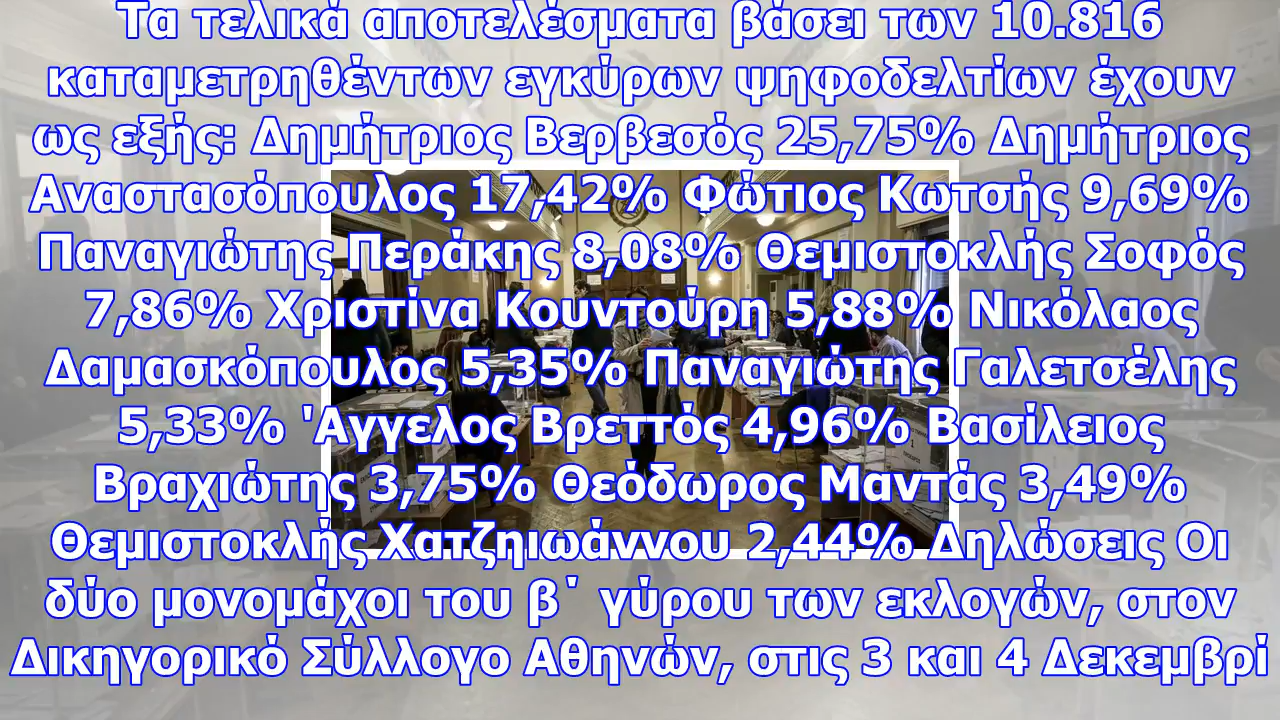 Τα τελικά αποτελέσματα βάσει των 10.816
καταμετρηθέντων εγκύρων ψηφοδελτίων έχουν
ως εξής: Δημήτριος Βερβεσός 25,75% Δημήτριος
Αναστασόπουλος 17,42% Φώτιος Κωτσής 9,69%
Παναγιώτης Περάκης 8,08% Θεμιστοκλής Σοφός
7,86% Χριστίνα Κουντούρη 5,88% Νικόλαος
Δαμασκόπουλος 5,35% Παναγιώτης Γαλετσέλης
5,33% 'Άγγελος Βρεττός 4,96% Βασίλειος
Βραχιώτης 3,75% Θεόδωρος Μαντάς 3,49%
Θεμιστοκλής Χατζηιωάννου 2,44% Δηλώσεις Οι
δύο μονομάχοι του β΄ γύρου των εκλογών, στον
Δικηγορικό Σύλλογο Αθηνών, στις 3 και 4 Δεκεμβρί